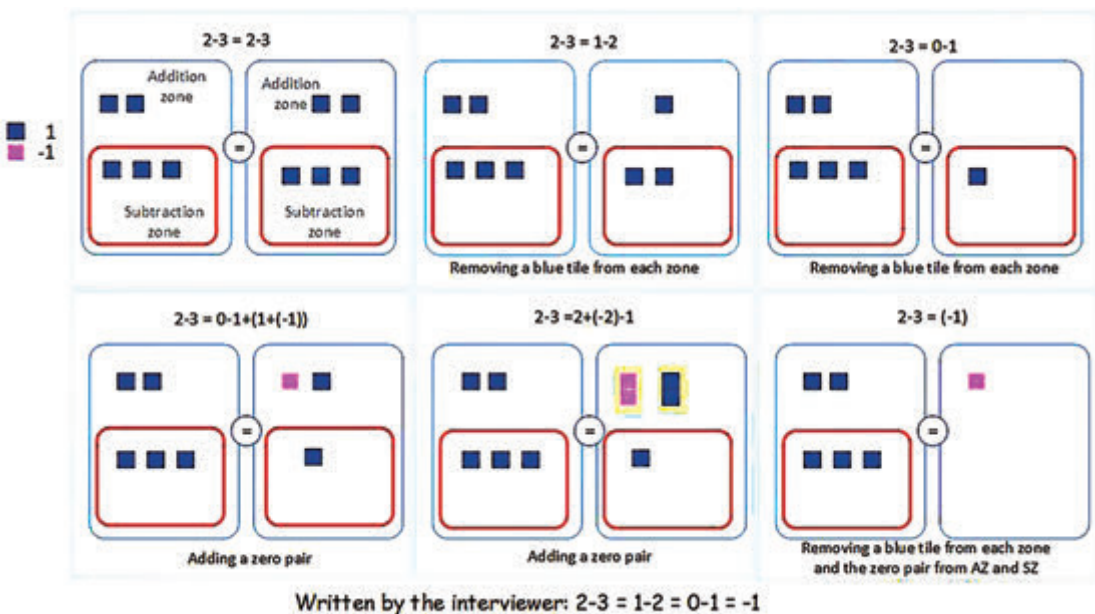 2-3 = 2-3
2-3 = 1-2
2-3 = 0-1
1
-1
Addition
zone
Addition
zone
=
Subtraction
zone
Subtraction
zone
=
Removing a blue tile from each zone
=
Removing a blue tile from each zone
2-3 = 0-1+(1+(-1))
2-3 =2+(-2)-1
2-3 = (-1)
=
Adding a zero pair
=
Adding a zero pair
=
Removing a blue tile from each zone
and the zero pair from AZ and SZ
Written by the interviewer: 2-3 = 1-2 = 0-1 = -1